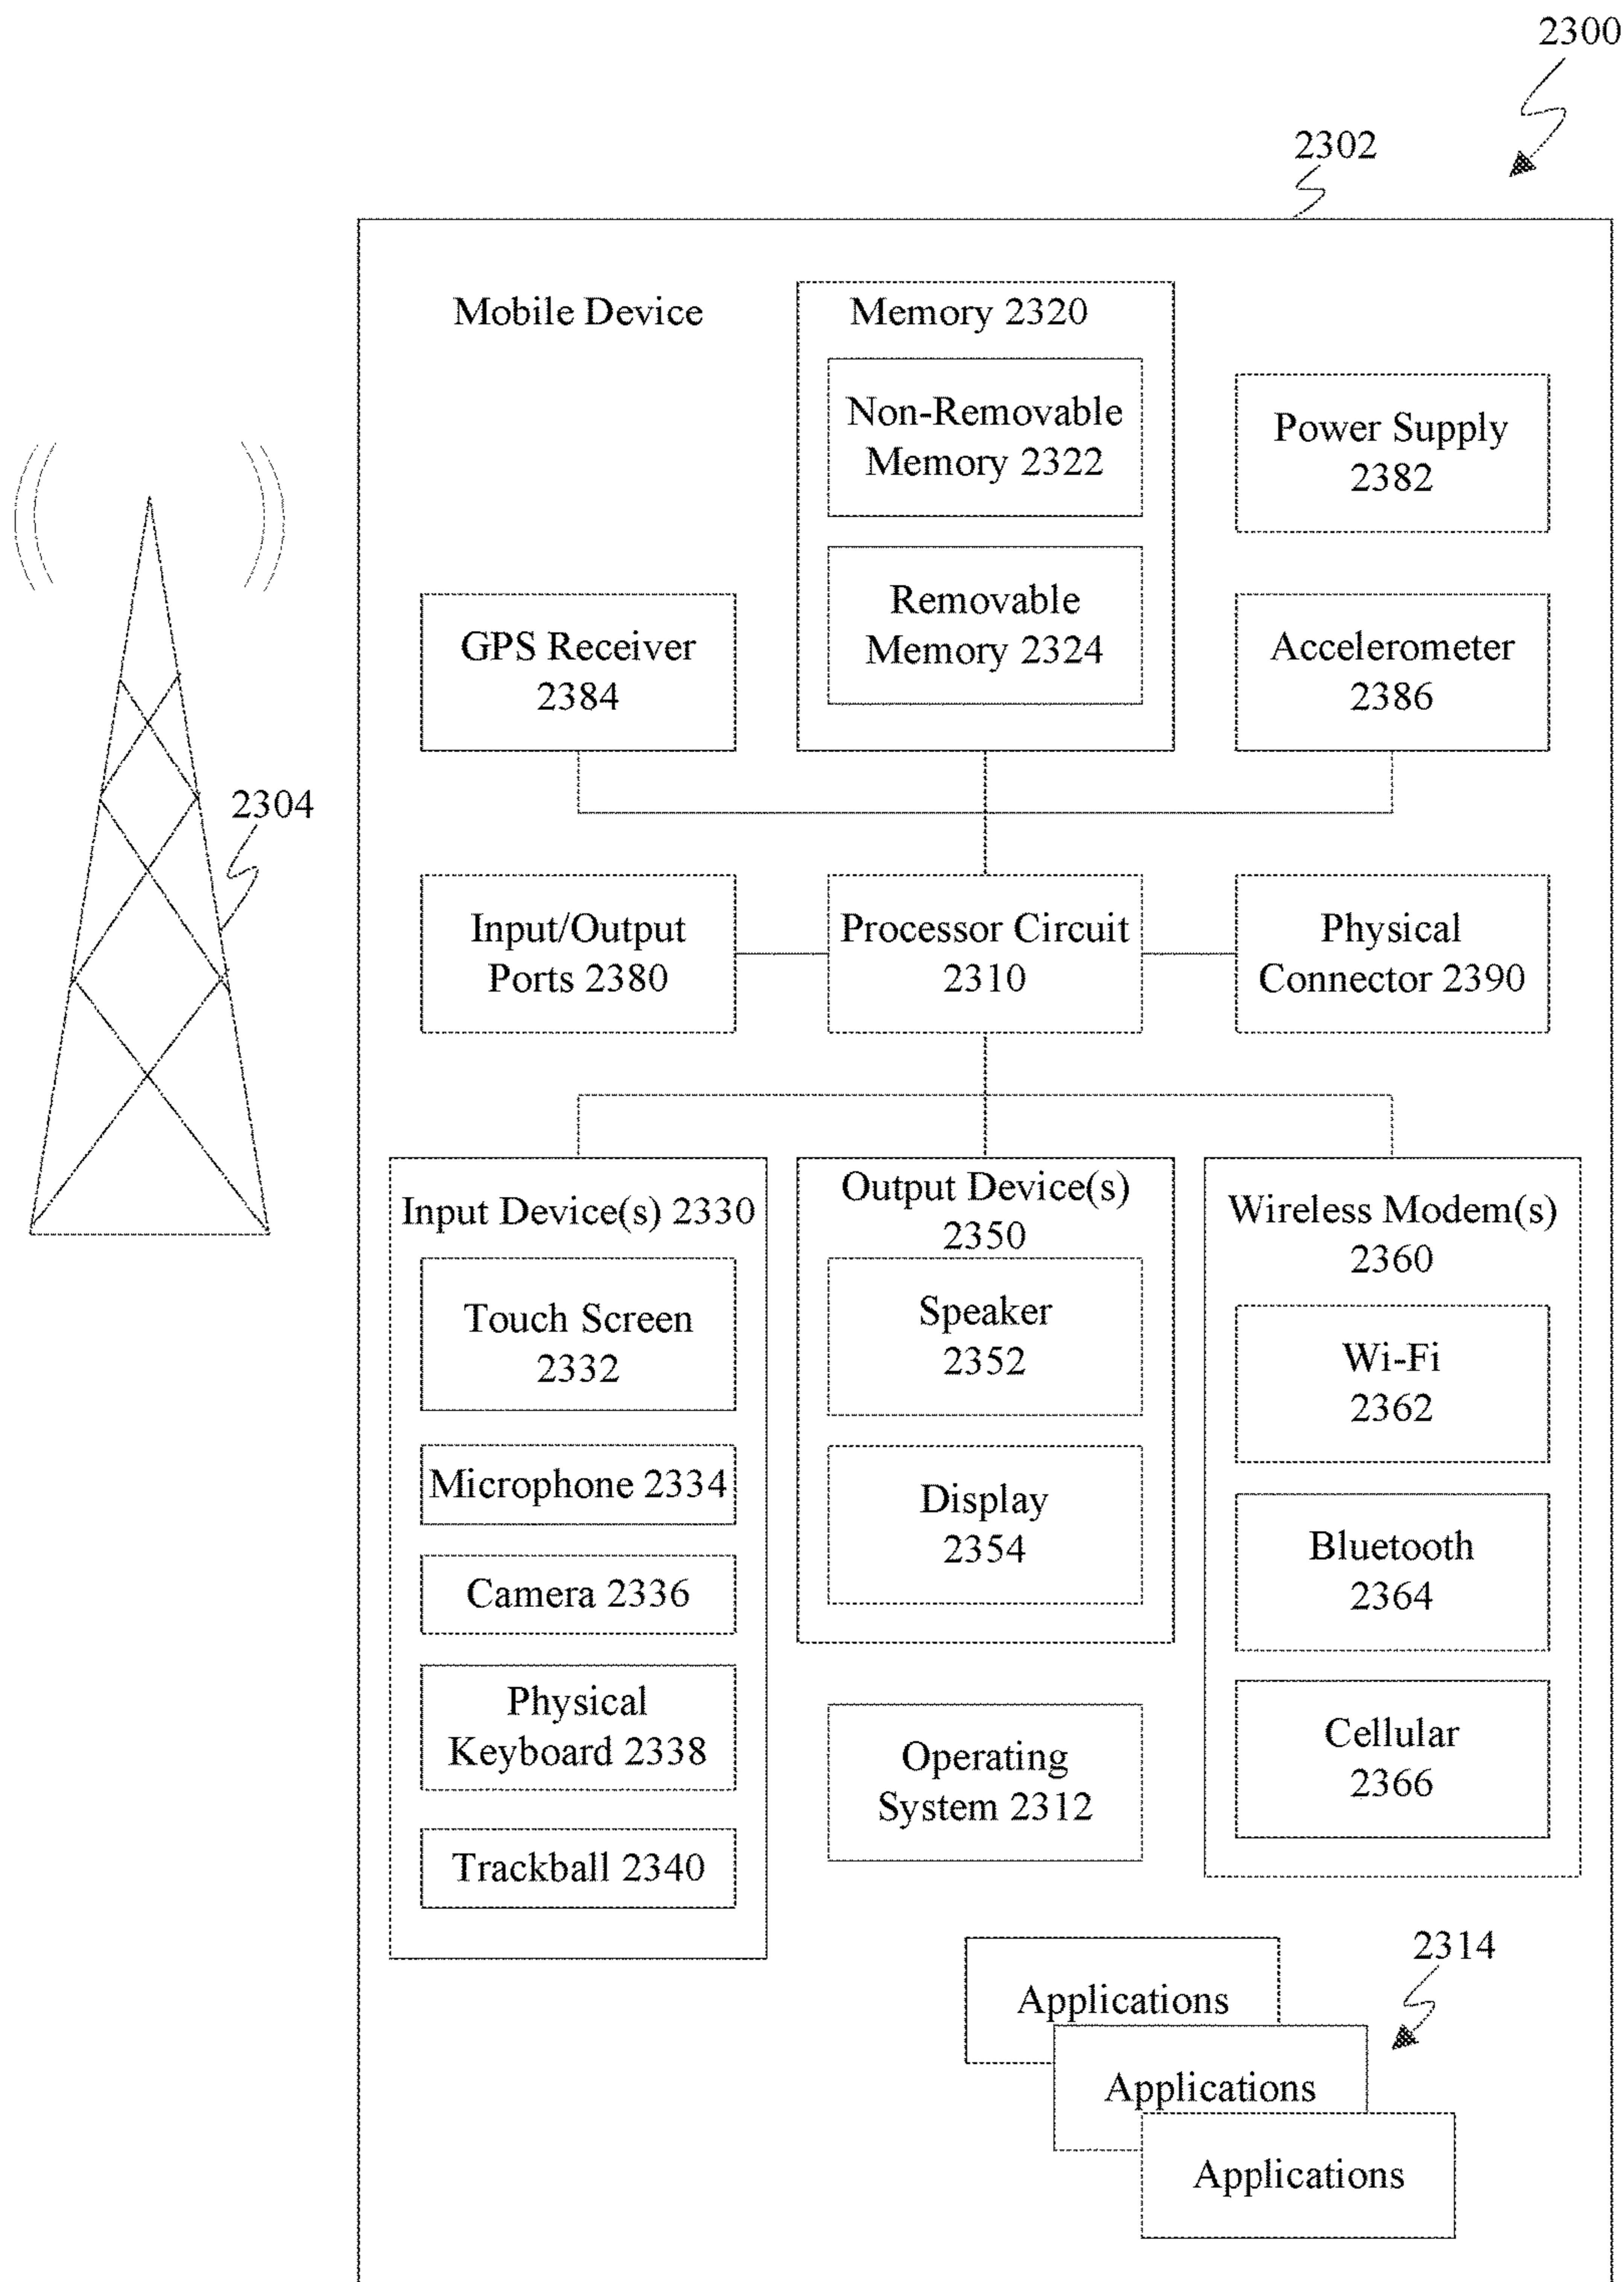 2300
2302
Mobile Device
Memory 2320
Non-Removable
Memory 2322
Power Supply
2382
Removable
Memory 2324
GPS Receiver
2384
Accelerometer
2386
2304
Input/Output
Ports 2380
Processor Circuit
2310
Physical
Connector 2390
Input Device(s) 2330
Touch Screen
2332
Microphone 2334
Camera 2336
Physical
Keyboard 2338
Trackball 2340
Output Device(s)
2350
Speaker
2352
Display
2354
Operating
System 2312
Wireless Modem(s)
2360
Wi-Fi
2362
Bluetooth
2364
Cellular
2366
2314
Applications
Applications
Applications